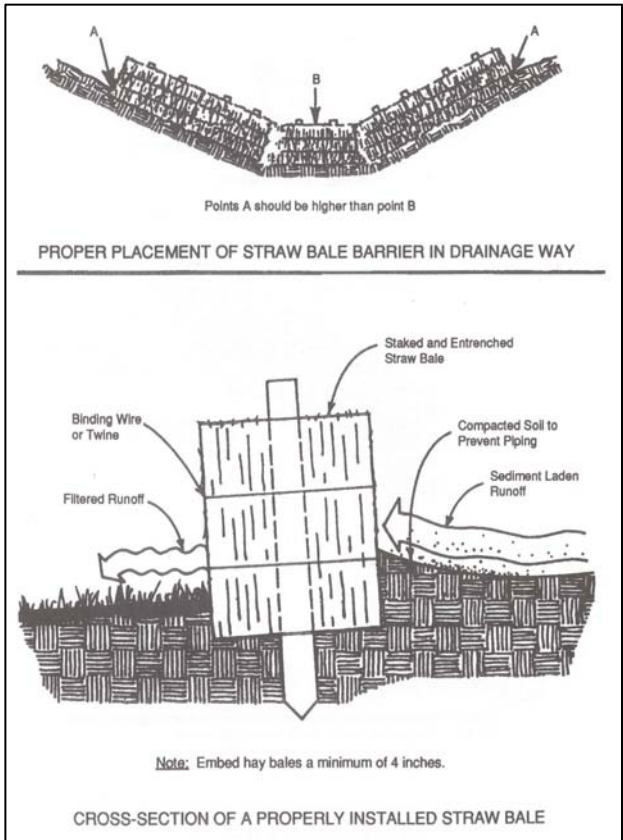 A
A
B
Points A should be higher than point B
PROPER PLACEMENT OF STRAW BALE BARRIER IN DRAINAGE WAY
Staked and Entrenched
Straw Bale
Binding Wire
or Twine
Compacted Soil to
Prevent Piping
Sediment Laden
Runoff
Filtered Runoff
Note: Embed hay bales a minimum of 4 inches.
CROSS-SECTION OF A PROPERLY INSTALLED STRAW BALE